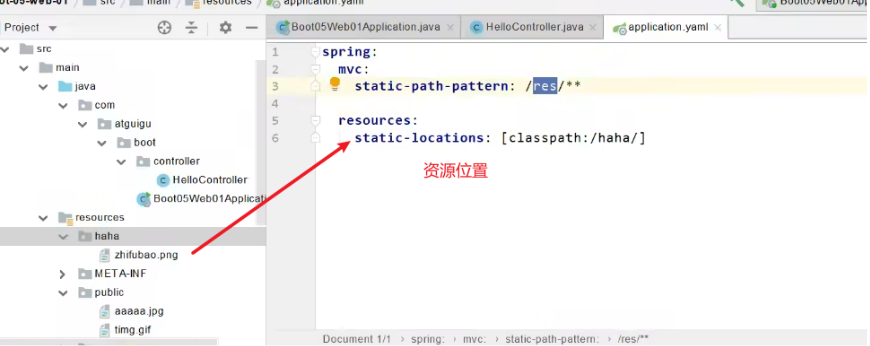 ot-05-web-01 / src / main / resources / application.yaml
Project
Boot05Web01Application.java
HelloController.java
application.yaml
src
main
java
com
atguigu
boot
controller
HelloController
Boot05Web01Applicati
resources
haha
zhifubao.png
META-INF
public
aaaaa.jpg
timg.gif
1 spring:
2 mvc:
3 static-path-pattern: /res/**
4
5 resources:
6 static-locations: [classpath:/haha/]
资源位置
Document 1/1 › spring: › mvc: › static-path-pattern: › /res/**